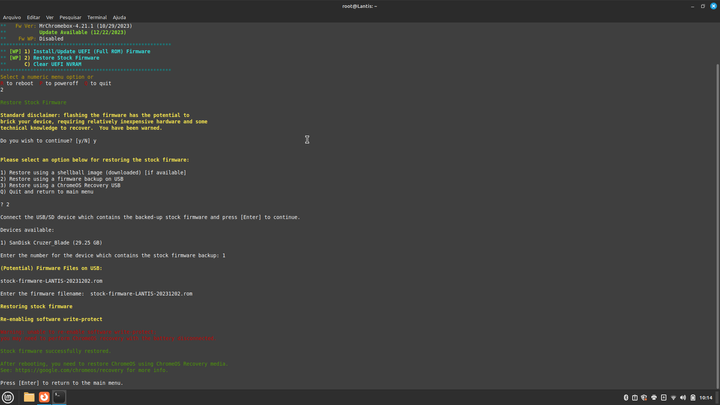 root@Lantis: ~
Arquivo Editar Ver Pesquisar Terminal Ajuda
** Fw Ver: MrChromebox-4.21.1 (10/29/2023)
** Update Available (12/22/2023)
** Fw WP: Disabled
** [WP] 1) Install/Update UEFI (Full ROM) Firmware
** [WP] 2) Restore Stock Firmware
** C) Clear UEFI NVRAM
Select a numeric menu option or
to reboot to poweroff to quit
2
Restore Stock Firmware
Standard disclaimer: flashing the firmware has the potential to
brick your device, requiring relatively inexpensive hardware and some
technical knowledge to recover. You have been warned.
Do you wish to continue? [y/N] y
Please select an option below for restoring the stock firmware:
1) Restore using a shellball image (downloaded) [if available]
2) Restore using a firmware backup on USB
3) Restore using a ChromeOS Recovery USB
Q) Quit and return to main menu
? 2
Connect the USB/SD device which contains the backed-up stock firmware and press [Enter] to continue.
Devices available:
1) SanDisk Cruzer_Blade (29.25 GB)
Enter the number for the device which contains the stock firmware backup: 1
(Potential) Firmware Files on USB:
stock-firmware-LANTIS-20231202.rom
Enter the firmware filename: stock-firmware-LANTIS-20231202.rom
Restoring stock firmware
Re-enabling software write-protect
Stock firmware successfully restored.
After rebooting, you need to restore ChromeOS using ChromeOS Recovery media.
See: https://google.com/chromeos/recovery for more info.
Press [Enter] to return to the main menu.
10:14